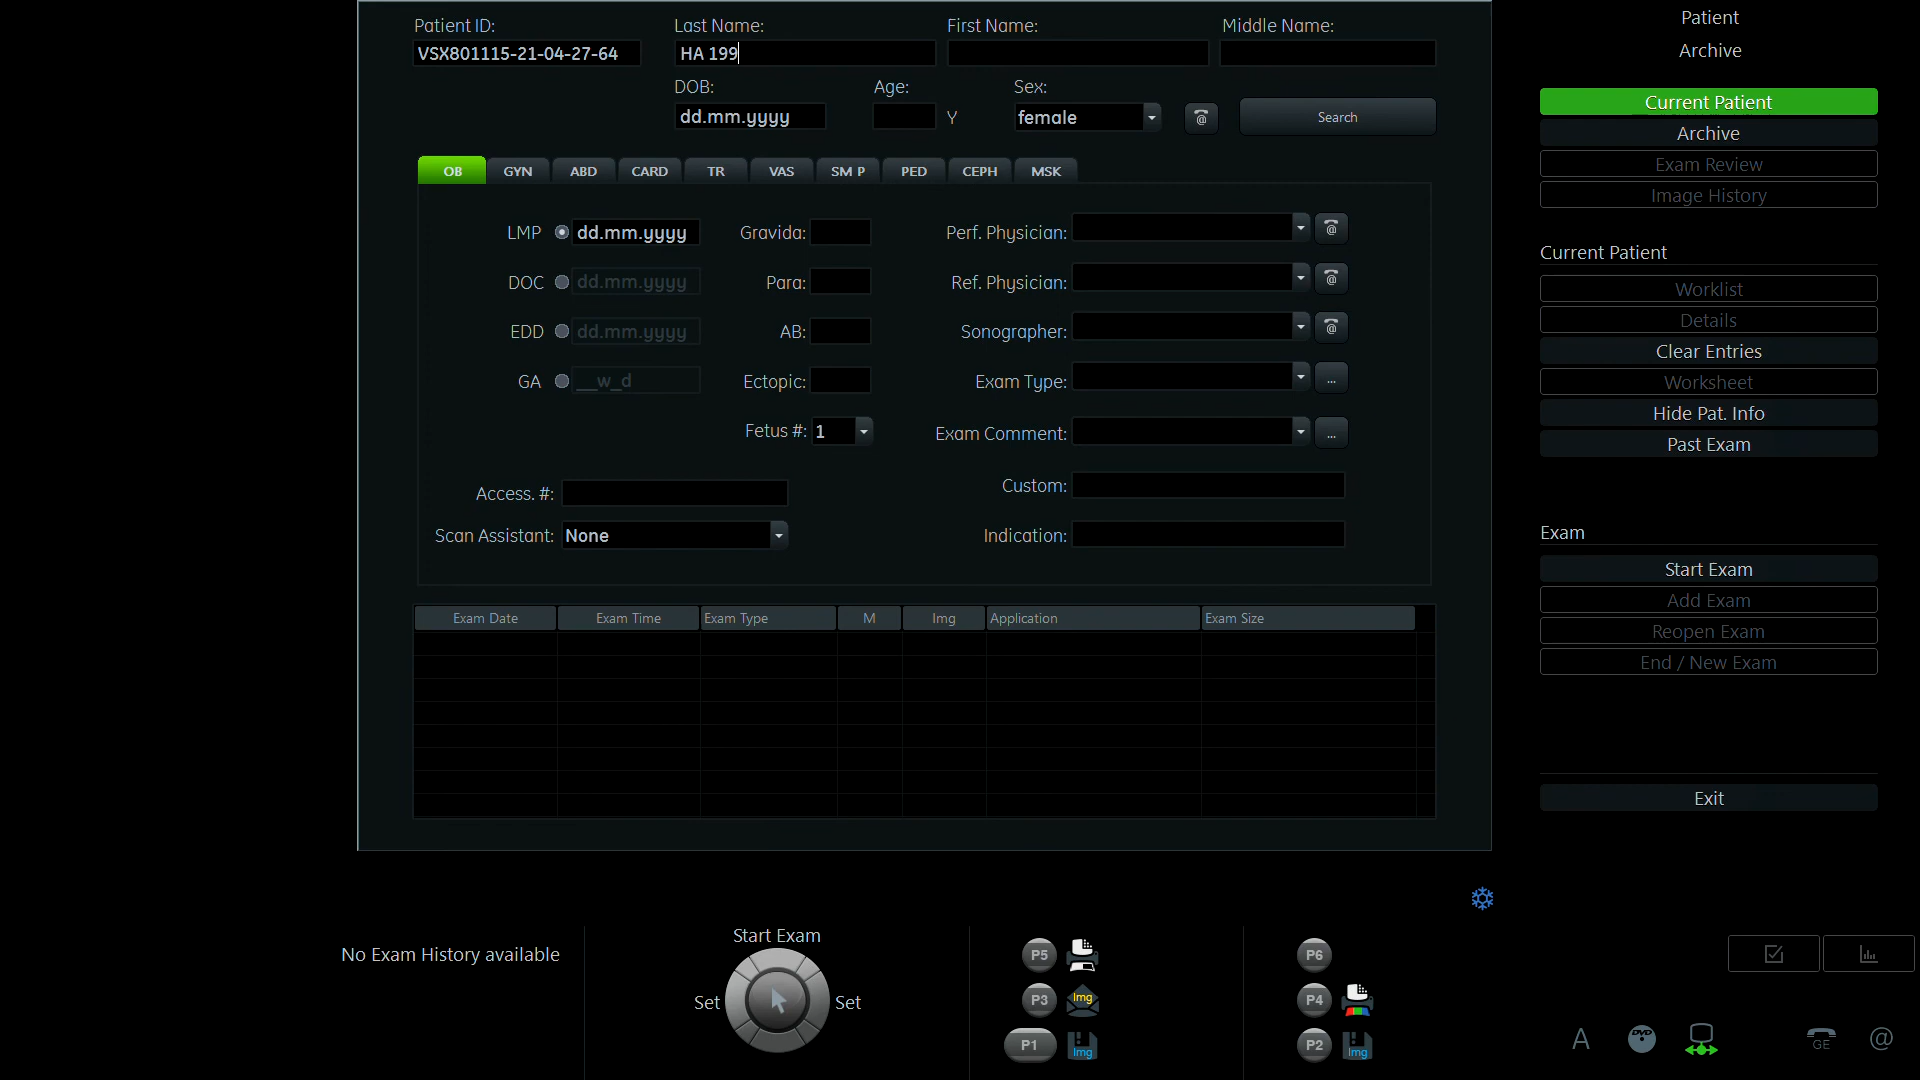 Patient ID: Last Name: First Name: Middle Name:
VSX801115-21-04-27-64 HA 199
DOB: Age: Sex:
dd.mm.yyyy Y female @ Search
OB GYN ABD CARD TR VAS SM P PED CEPH MSK
LMP dd.mm.yyyy Gravida: Perf. Physician: @
DOC dd.mm.yyyy Para: Ref. Physician: @
EDD dd.mm.yyyy AB: Sonographer: @
GA __w_d Ectopic: Exam Type: ...
Fetus #: 1 Exam Comment: ...
Access. #: Custom:
Scan Assistant: None Indication:
Exam Date Exam Time Exam Type M Img Application Exam Size
Patient
Archive
Current Patient
Archive
Exam Review
Image History
Current Patient
Worklist
Details
Clear Entries
Worksheet
Hide Pat. Info
Past Exam
Exam
Start Exam
Add Exam
Reopen Exam
End / New Exam
Exit
No Exam History available
Start Exam
Set Set
P5 P6
P3 Img P4
P1 Img P2 Img
A DVD GE @